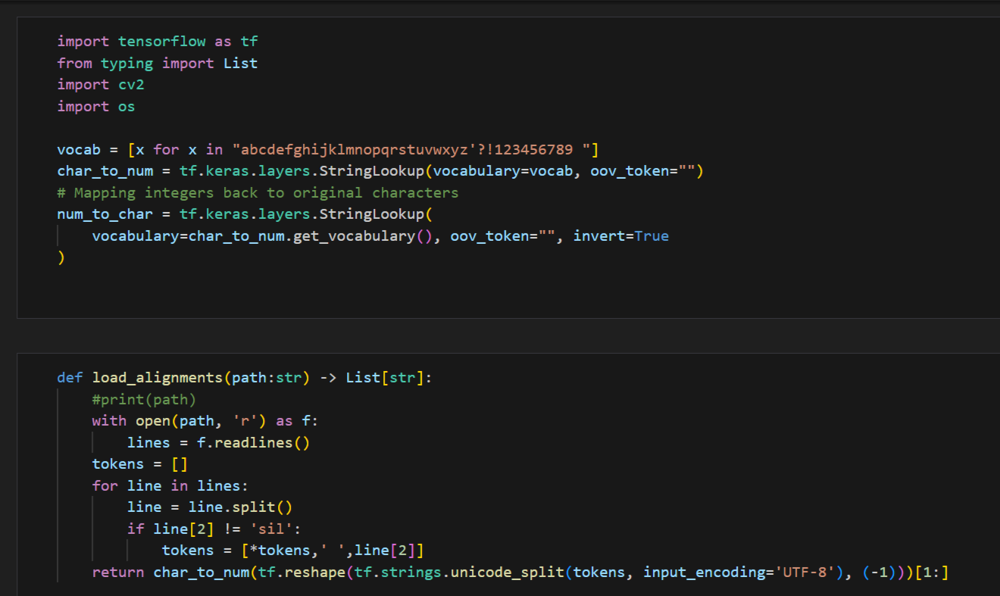 import tensorflow as tf
from typing import List
import cv2
import os
vocab = [x for x in "abcdefghijklmnopqrstuvwxyz'?!123456789 "]
char_to_num = tf.keras.layers.StringLookup(vocabulary=vocab, oov_token="")
# Mapping integers back to original characters
num_to_char = tf.keras.layers.StringLookup(
    vocabulary=char_to_num.get_vocabulary(), oov_token="", invert=True
)
def load_alignments(path:str) -> List[str]:
    #print(path)
    with open(path, 'r') as f:
        lines = f.readlines()
    tokens = []
    for line in lines:
        line = line.split()
        if line[2] != 'sil':
            tokens = [*tokens,' ',line[2]]
    return char_to_num(tf.reshape(tf.strings.unicode_split(tokens, input_encoding='UTF-8'), (-1)))[1:]